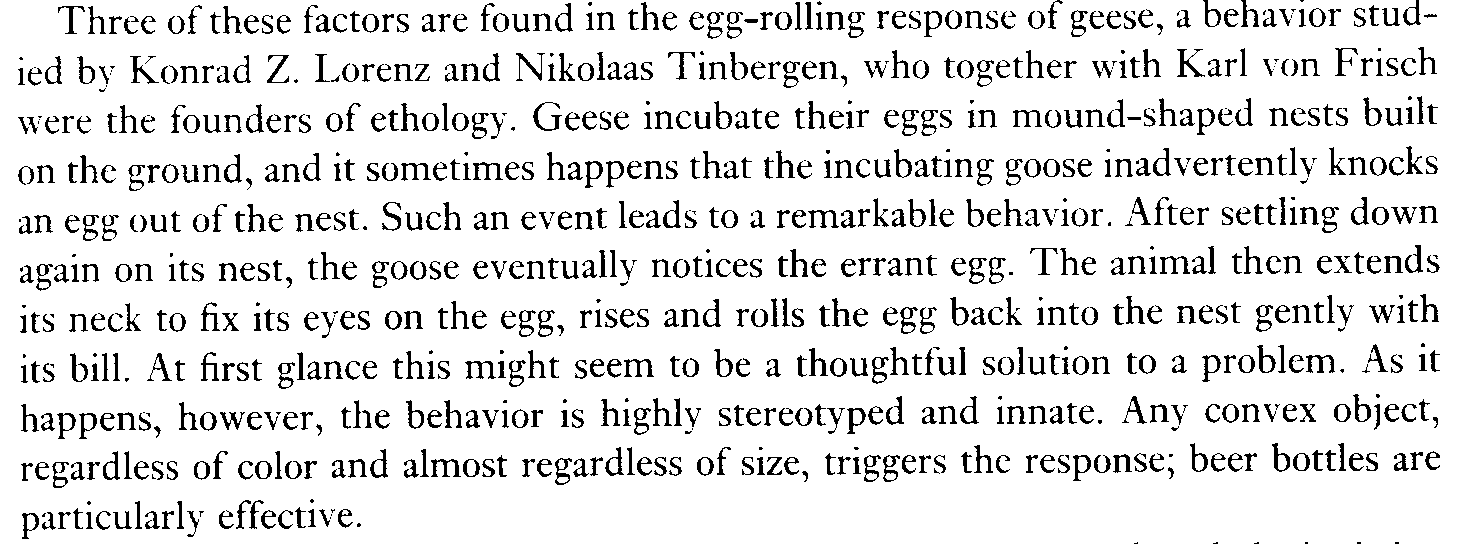 Three of these factors are found in the egg-rolling response of geese, a behavior stud-
ied by Konrad Z. Lorenz and Nikolaas Tinbergen, who together with Karl von Frisch
were the founders of ethology. Geese incubate their eggs in mound-shaped nests built
on the ground, and it sometimes happens that the incubating goose inadvertently knocks
an egg out of the nest. Such an event leads to a remarkable behavior. After settling down
again on its nest, the goose eventually notices the errant egg. The animal then extends
its neck to fix its eyes on the egg, rises and rolls the egg back into the nest gently with
its bill. At first glance this might seem to be a thoughtful solution to a problem. As it
happens, however, the behavior is highly stereotyped and innate. Any convex object,
regardless of color and almost regardless of size, triggers the response; beer bottles are
particularly effective.